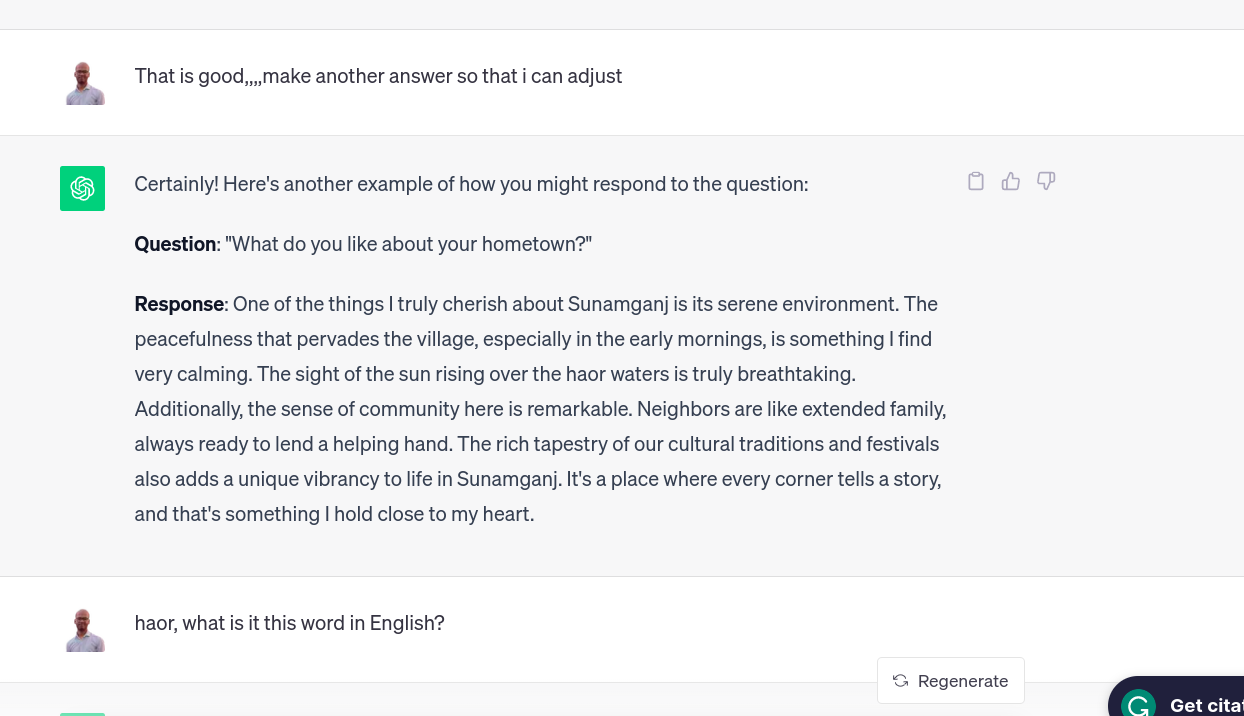 That is good,,,,make another answer so that i can adjust
Certainly! Here's another example of how you might respond to the question:
Question: "What do you like about your hometown?"
Response: One of the things I truly cherish about Sunamganj is its serene environment. The
peacefulness that pervades the village, especially in the early mornings, is something I find
very calming. The sight of the sun rising over the haor waters is truly breathtaking.
Additionally, the sense of community here is remarkable. Neighbors are like extended family,
always ready to lend a helping hand. The rich tapestry of our cultural traditions and festivals
also adds a unique vibrancy to life in Sunamganj. It's a place where every corner tells a story,
and that's something I hold close to my heart.
haor, what is it this word in English?
Regenerate
Get